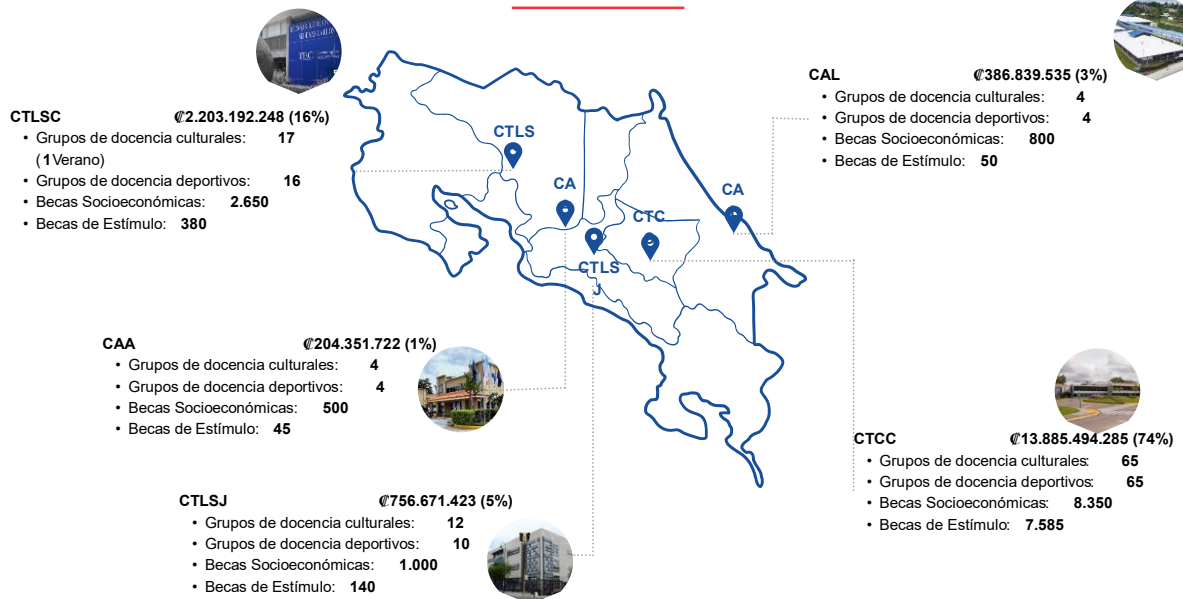 CTLSC ₡2.203.192.248 (16%)
• Grupos de docencia culturales: 17
(1Verano)
• Grupos de docencia deportivos: 16
• Becas Socioeconómicas: 2.650
• Becas de Estímulo: 380
CAL ₡386.839.535 (3%)
• Grupos de docencia culturales: 4
• Grupos de docencia deportivos: 4
• Becas Socioeconómicas: 800
• Becas de Estímulo: 50
CTLS
CA
CTC
CA
CTLS
J
CAA ₡204.351.722 (1%)
• Grupos de docencia culturales: 4
• Grupos de docencia deportivos: 4
• Becas Socioeconómicas: 500
• Becas de Estímulo: 45
CTCC ₡13.885.494.285 (74%)
• Grupos de docencia culturales: 65
• Grupos de docencia deportivos: 65
• Becas Socioeconómicas: 8.350
• Becas de Estímulo: 7.585
CTLSJ ₡756.671.423 (5%)
• Grupos de docencia culturales: 12
• Grupos de docencia deportivos: 10
• Becas Socioeconómicas: 1.000
• Becas de Estímulo: 140